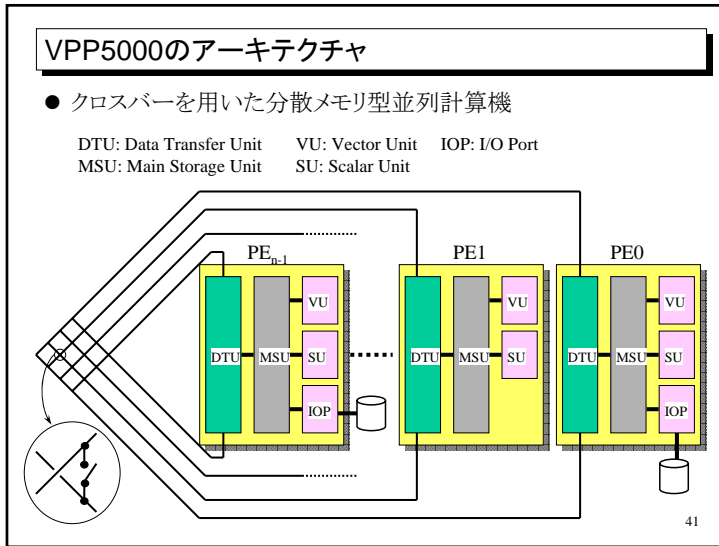 VPP5000のアーキテクチャ
● クロスバーを用いた分散メモリ型並列計算機
DTU: Data Transfer Unit VU: Vector Unit IOP: I/O Port
MSU: Main Storage Unit SU: Scalar Unit
PEn-1 PE1 PE0
VU VU VU
DTU MSU SU DTU MSU SU DTU MSU SU
IOP IOP
41